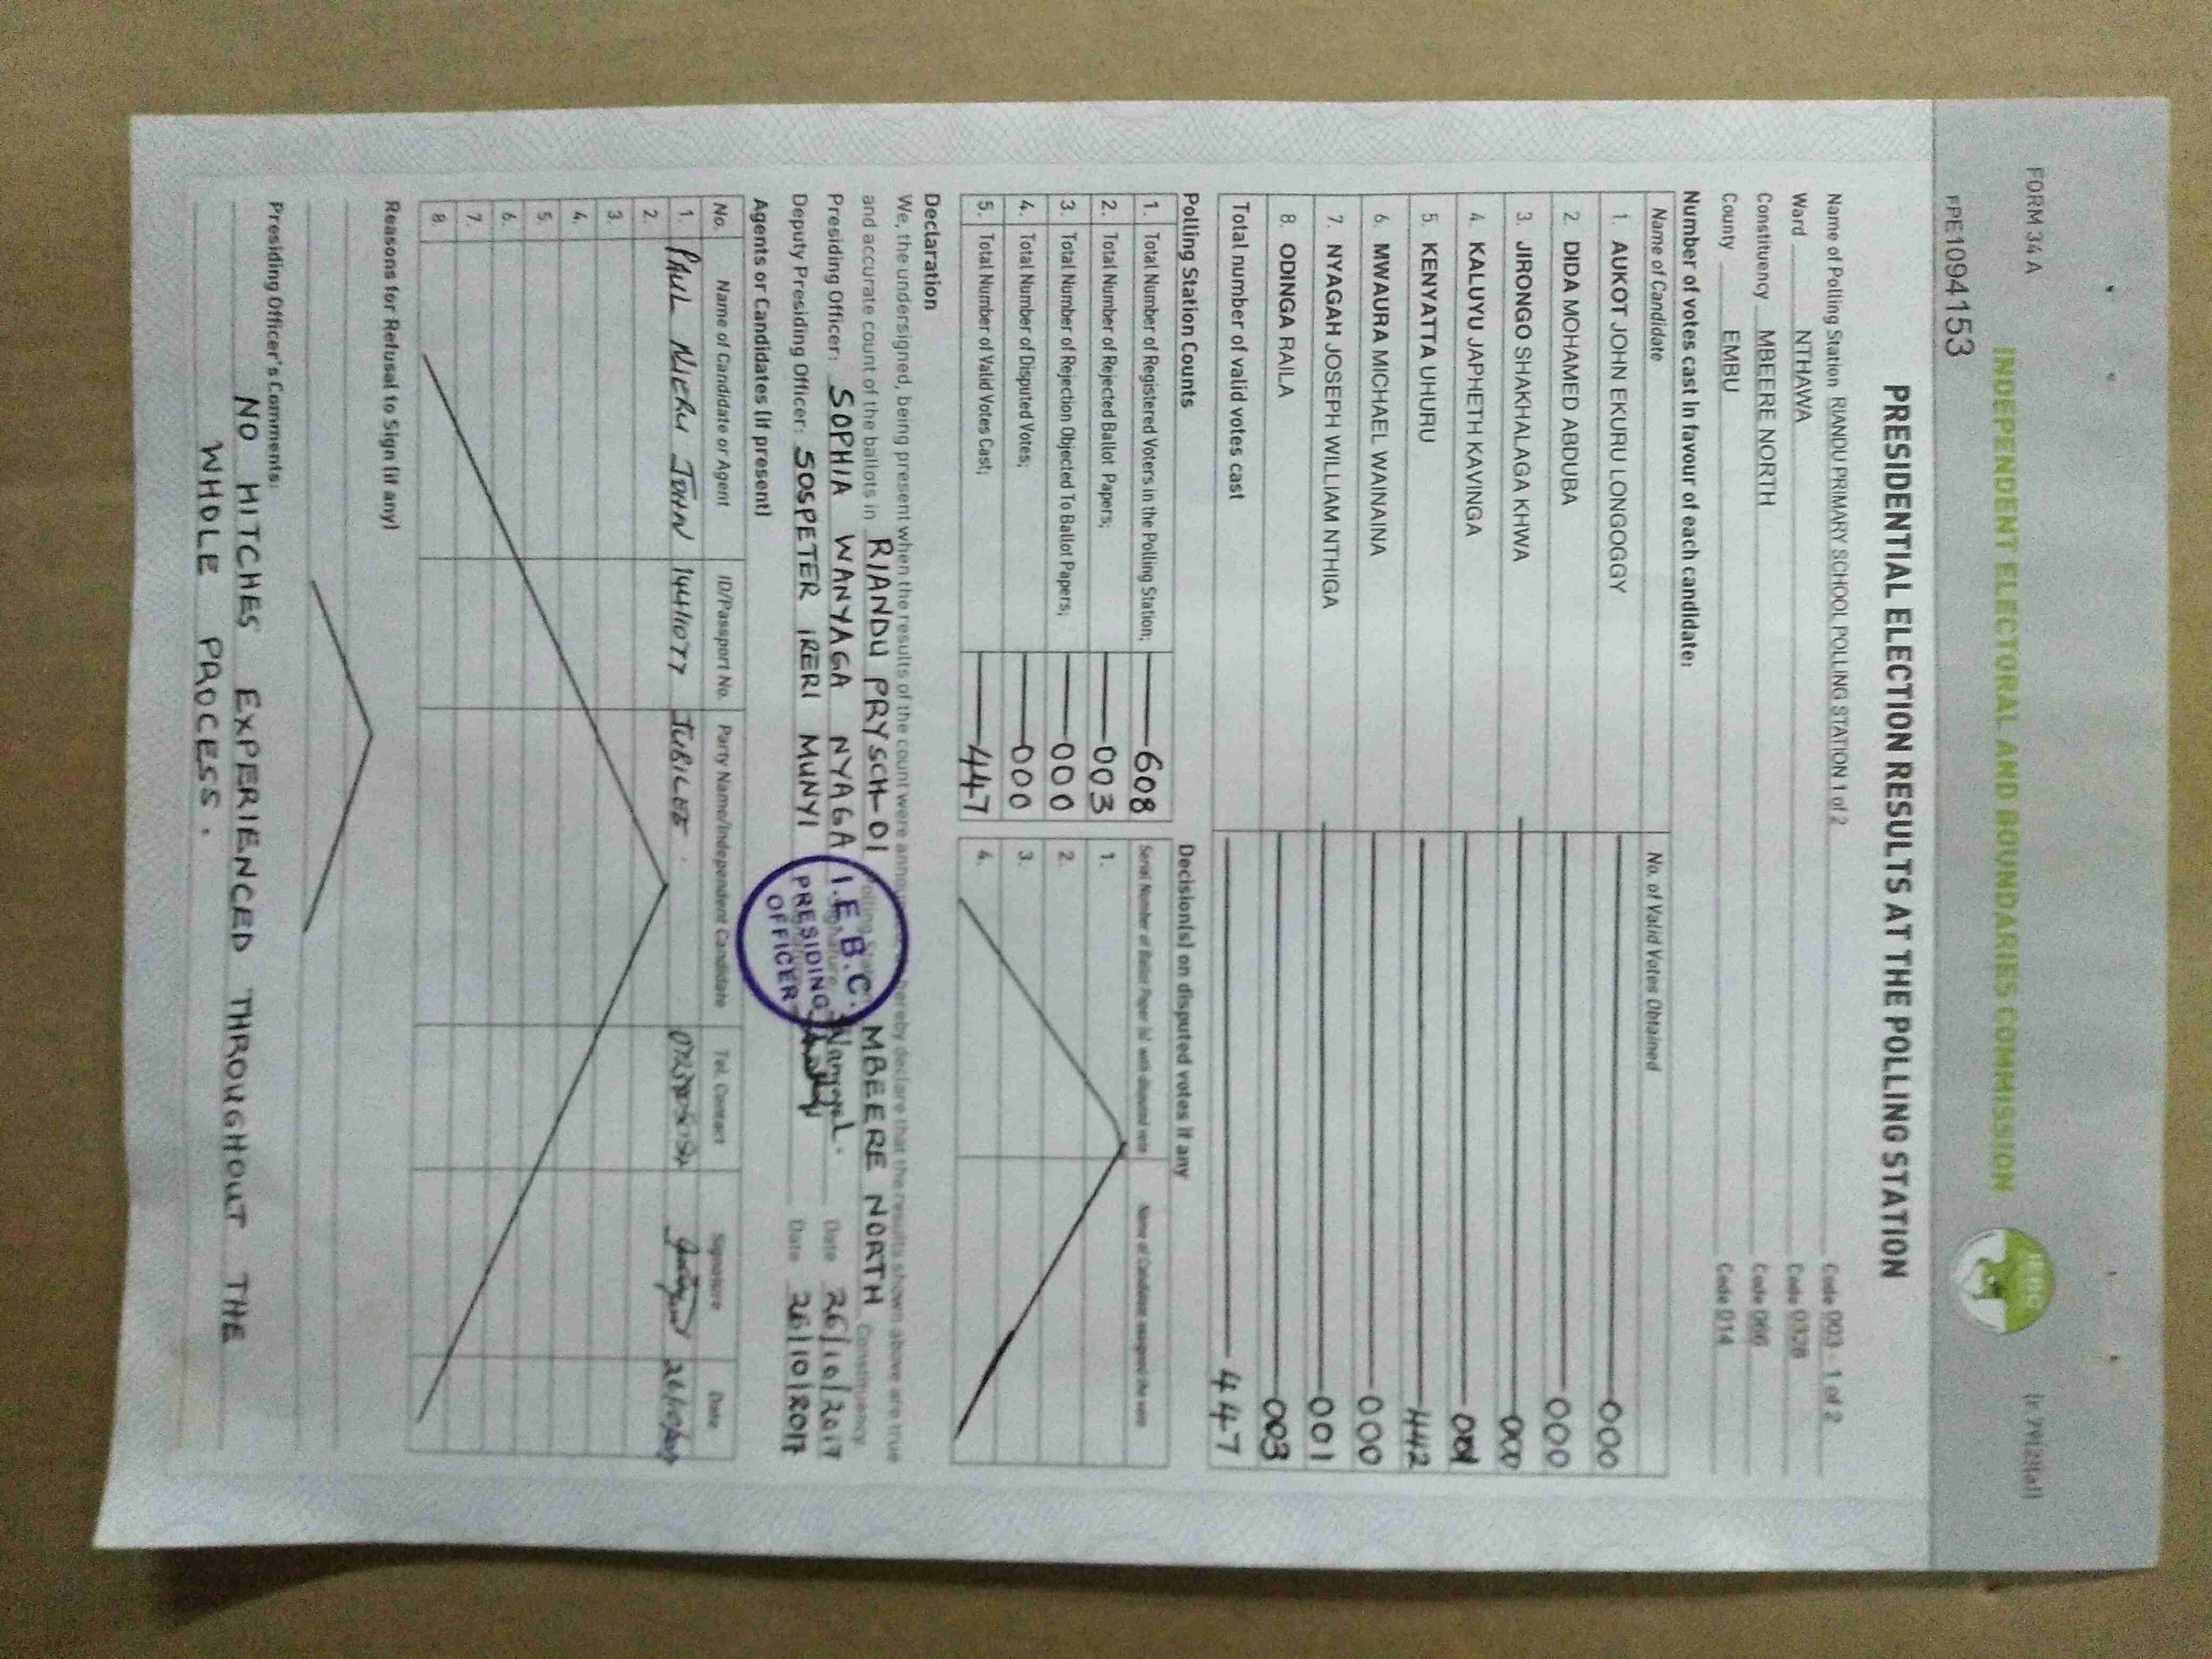 FORM 34 A
(r. 79(2)(a))
INDEPENDENT ELECTORAL AND BOUNDARIES COMMISSION
IEBC
PE1094153
PRESIDENTIAL ELECTION RESULTS AT THE POLLING STATION
Name of Polling Station RIANDU PRIMARY SCHOOL POLLING STATION 1 of 2 Code 003 - 1 of 2
Ward NTHAWA Code 0328
Constituency MBEERE NORTH Code 066
County EMBU Code 014
Number of votes cast in favour of each candidate:
Name of Candidate No. of Valid Votes Obtained
1. AUKOT JOHN EKURU LONGOGGY 000
2. DIDA MOHAMED ABDUBA 000
3. JIRONGO SHAKHALAGA KHWA 000
4. KALUYU JAPHETH KAVINGA 001
5. KENYATTA UHURU 442
6. MWAURA MICHAEL WAINAINA 000
7. NYAGAH JOSEPH WILLIAM NTHIGA 001
8. ODINGA RAILA 003
Total number of valid votes cast 447
Polling Station Counts
1. Total Number of Registered Voters in the Polling Station; 608
2. Total Number of Rejected Ballot Papers; 003
3. Total Number of Rejection Objected To Ballot Papers; 000
4. Total Number of Disputed Votes; 000
5. Total Number of Valid Votes Cast; 447
Decision(s) on disputed votes if any
Serial Number of Ballot Paper (s) with disputed vote Name of Candidate assigned the vote
1.
2.
3.
4.
Declaration
We, the undersigned, being present when the results of the count were hereby declare that the results shown above are true
and accurate count of the ballots in RIANDU PRY SCH-01 Polling MBEERE NORTH Constituency
Presiding Officer: SOPHIA WANYAGA NYAGA Signature Date 26/10/2017
Deputy Presiding Officer: SOSPETER IRERI MUNYI Date 26/10/2017
I.E.B.C.
PRESIDING
OFFICER
Agents or Candidates (if present)
No. Name of Candidate or Agent ID/Passport No. Party Name/Independent Candidate Tel. Contact Signature Date
1. PAUL NJERU JOHN 14411077 JUBILEE.
2.
3.
4.
5.
6.
7.
8.
Reasons for Refusal to Sign (if any)
Presiding Officer's Comments:
NO HITCHES EXPERIENCED THROUGHOUT THE
WHOLE PROCESS.